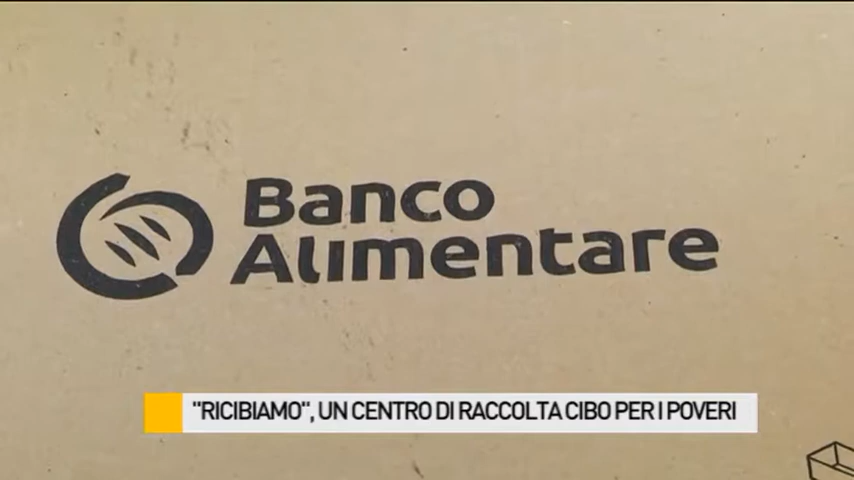 Banco
Alimentare
"RICIBIAMO", UN CENTRO DI RACCOLTA CIBO PER I POVERI